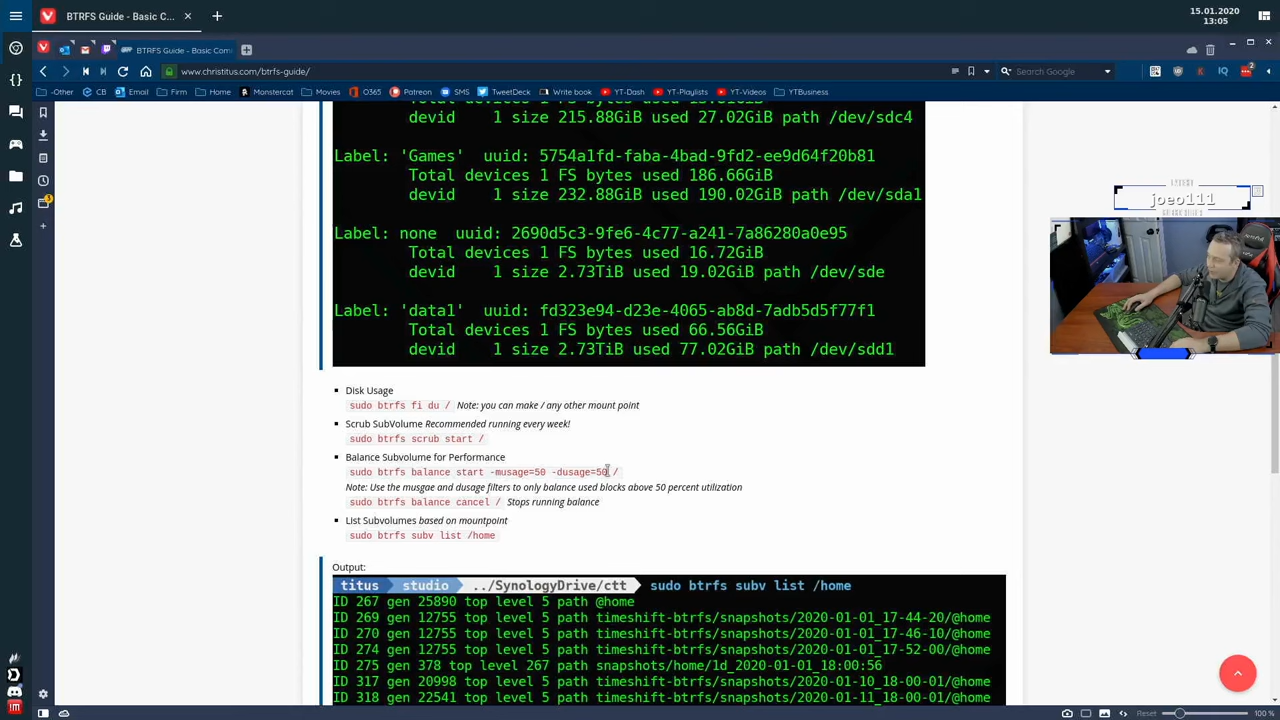 BTRFS Guide - Basic C...
15.01.2020
13:05
BTRFS Guide - Basic Com
www.christitus.com/btrfs-guide/
Search Google
2
-Other
CB
Email
Firm
Home
Monstercat
Movies
O365
Patreon
SMS
TweetDeck
Write book
YT-Dash
YT-Playlists
YT-Videos
YTBusiness
devid 1 size 215.88GiB used 27.02GiB path /dev/sdc4
Label: 'Games' uuid: 5754a1fd-faba-4bad-9fd2-ee9d64f20b81
Total devices 1 FS bytes used 186.66GiB
devid 1 size 232.88GiB used 190.02GiB path /dev/sda1
Label: none uuid: 2690d5c3-9fe6-4c77-a241-7a86280a0e95
Total devices 1 FS bytes used 16.72GiB
devid 1 size 2.73TiB used 19.02GiB path /dev/sde
Label: 'data1' uuid: fd323e94-d23e-4065-ab8d-7adb5d5f77f1
Total devices 1 FS bytes used 66.56GiB
devid 1 size 2.73TiB used 77.02GiB path /dev/sdd1
joeo111
Disk Usage
sudo btrfs fi du / Note: you can make / any other mount point
Scrub SubVolume Recommended running every week!
sudo btrfs scrub start /
Balance Subvolume for Performance
sudo btrfs balance start -musage=50 -dusage=50 /
Note: Use the musgae and dusage filters to only balance used blocks above 50 percent utilization
sudo btrfs balance cancel / Stops running balance
List Subvolumes based on mountpoint
sudo btrfs subv list /home
Output:
titus studio ../SynologyDrive/ctt sudo btrfs subv list /home
ID 267 gen 25890 top level 5 path @home
ID 269 gen 12755 top level 5 path timeshift-btrfs/snapshots/2020-01-01_17-44-20/@home
ID 270 gen 12755 top level 5 path timeshift-btrfs/snapshots/2020-01-01_17-46-10/@home
ID 274 gen 12755 top level 5 path timeshift-btrfs/snapshots/2020-01-01_17-52-00/@home
ID 275 gen 378 top level 267 path snapshots/home/1d_2020-01-01_18:00:56
ID 317 gen 20998 top level 5 path timeshift-btrfs/snapshots/2020-01-10_18-00-01/@home
ID 318 gen 22541 top level 5 path timeshift-btrfs/snapshots/2020-01-11_18-00-01/@home
Reset
100 %